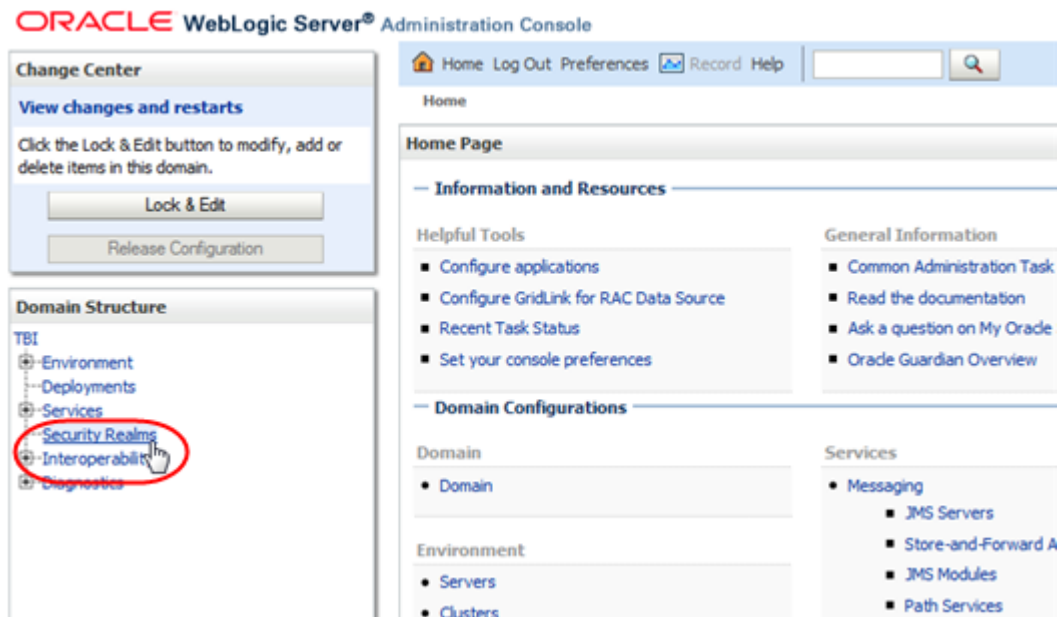 ORACLE WebLogic Server® Administration Console
Change Center
View changes and restarts
Click the Lock & Edit button to modify, add or
delete items in this domain.
Lock & Edit
Release Configuration
Domain Structure
TBI
Environment
Deployments
Services
Security Realms
Interoperability
Diagnostics
Home Log Out Preferences Record Help
Home
Home Page
Information and Resources
Helpful Tools
Configure applications
Configure GridLink for RAC Data Source
Recent Task Status
Set your console preferences
General Information
Common Administration Task
Read the documentation
Ask a question on My Oracle
Oracle Guardian Overview
Domain Configurations
Domain
Domain
Environment
Servers
Clusters
Services
Messaging
JMS Servers
Store-and-Forward A
JMS Modules
Path Services